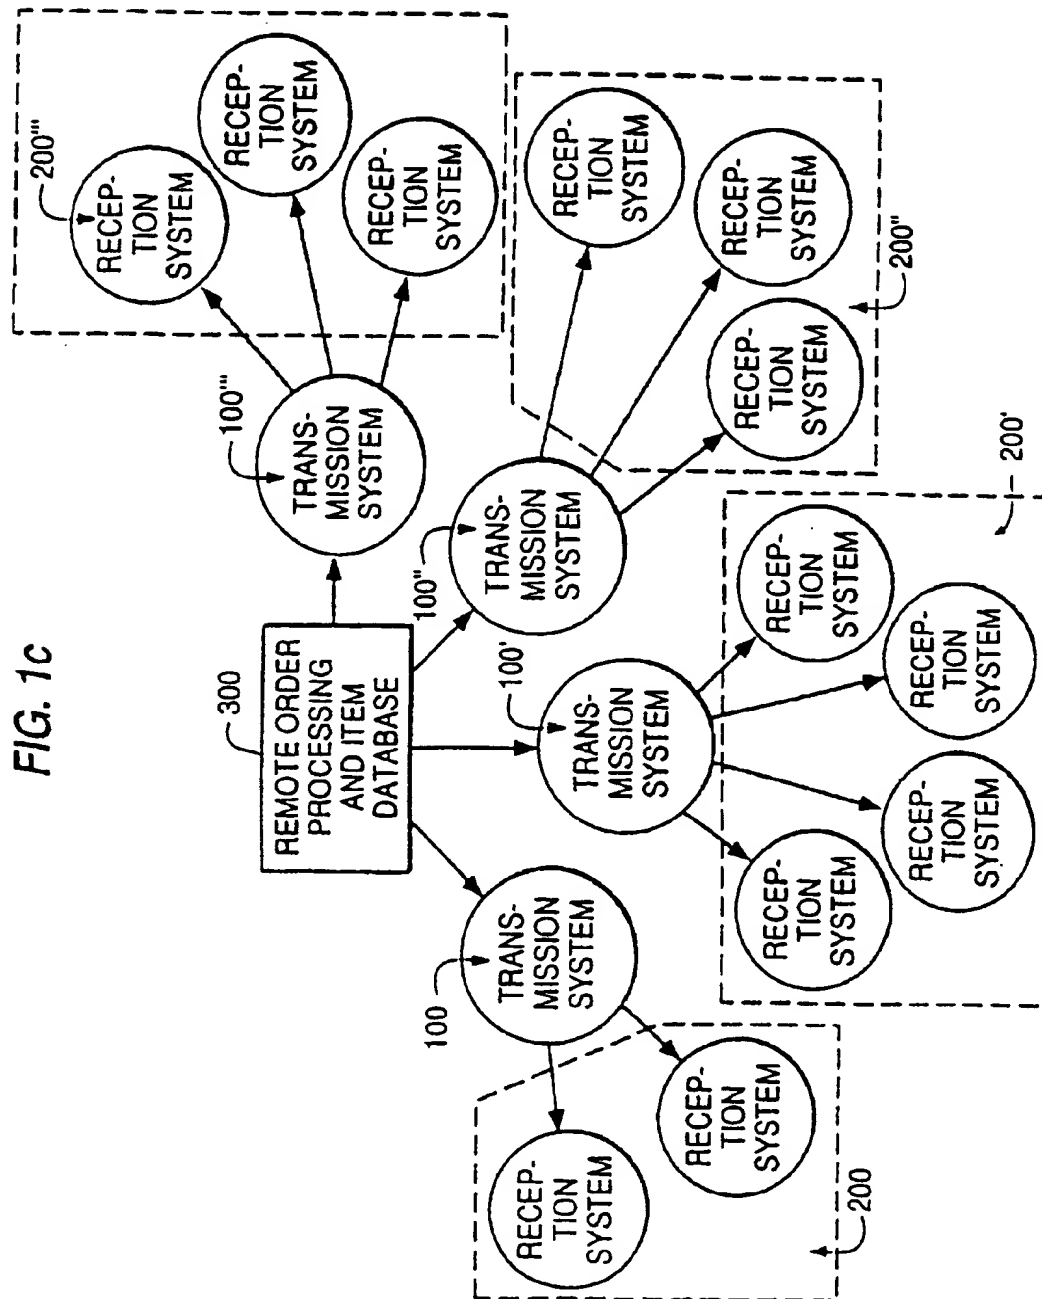 FIG. 1c
300
REMOTE ORDER
PROCESSING
AND ITEM
DATABASE
100
TRANS-
MISSION
SYSTEM
100'
TRANS-
MISSION
SYSTEM
100"
TRANS-
MISSION
SYSTEM
100"'
TRANS-
MISSION
SYSTEM
RECEP-
TION
SYSTEM
RECEP-
TION
SYSTEM
200
RECEP-
TION
SYSTEM
RECEP-
TION
SYSTEM
RECEP-
TION
SYSTEM
RECEP-
TION
SYSTEM
200'
RECEP-
TION
SYSTEM
RECEP-
TION
SYSTEM
RECEP-
TION
SYSTEM
200"
200"'
RECEP-
TION
SYSTEM
RECEP-
TION
SYSTEM
RECEP-
TION
SYSTEM